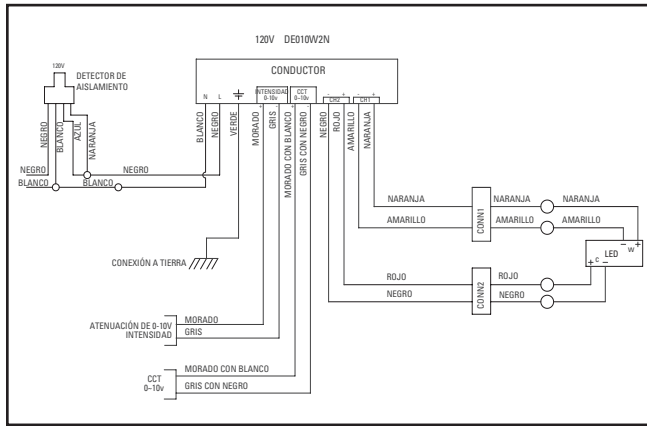 120V DE010W2N
120V
DETECTOR DE
AISLAMIENTO
CONDUCTOR
N L
INTENSIDAD
0-10v
CCT
0~10v
- + - +
CH2 CH1
+ - + -
NEGRO
BLANCO
AZUL
NARANJA
BLANCO
NEGRO
VERDE
MORADO
GRIS
MORADO CON BLANCO
GRIS CON NEGRO
NEGRO
ROJO
AMARILLO
NARANJA
NEGRO NEGRO
BLANCO BLANCO
NARANJA NARANJA NARANJA
CONN1
AMARILLO AMARILLO AMARILLO
- +
W
LED
+ C -
CONEXIÓN A TIERRA
ROJO ROJO
CONN2
NEGRO NEGRO
ATENUACIÓN DE 0-10V
INTENSIDAD
MORADO
GRIS
CCT
0~10v
MORADO CON BLANCO
GRIS CON NEGRO